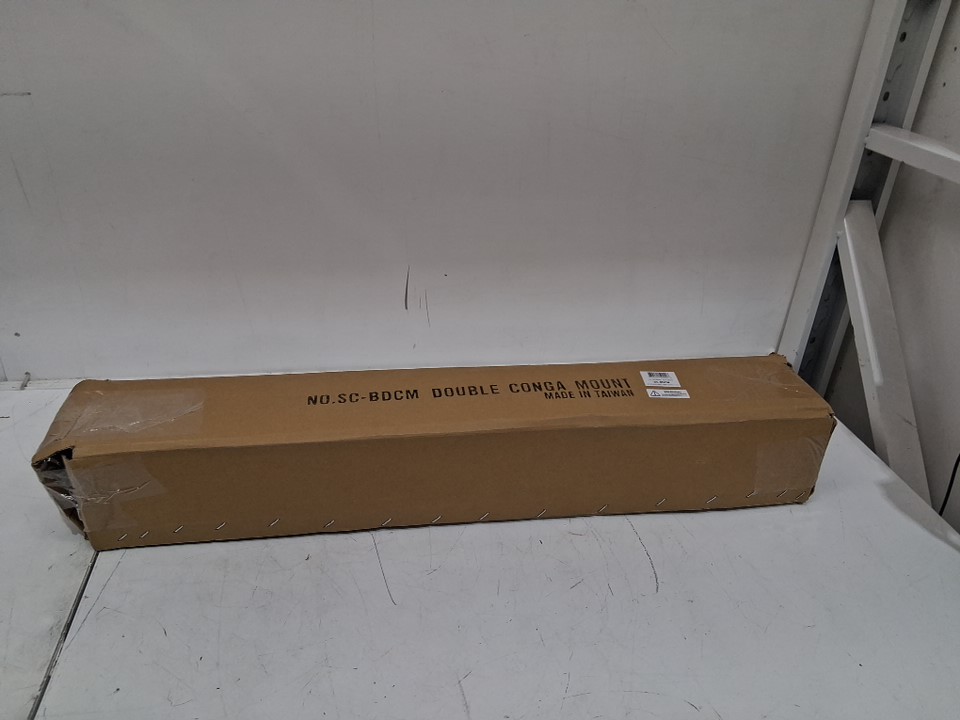 NO.SC-BDCM DOUBLE CONGA MOUNT
MADE IN TAIWAN